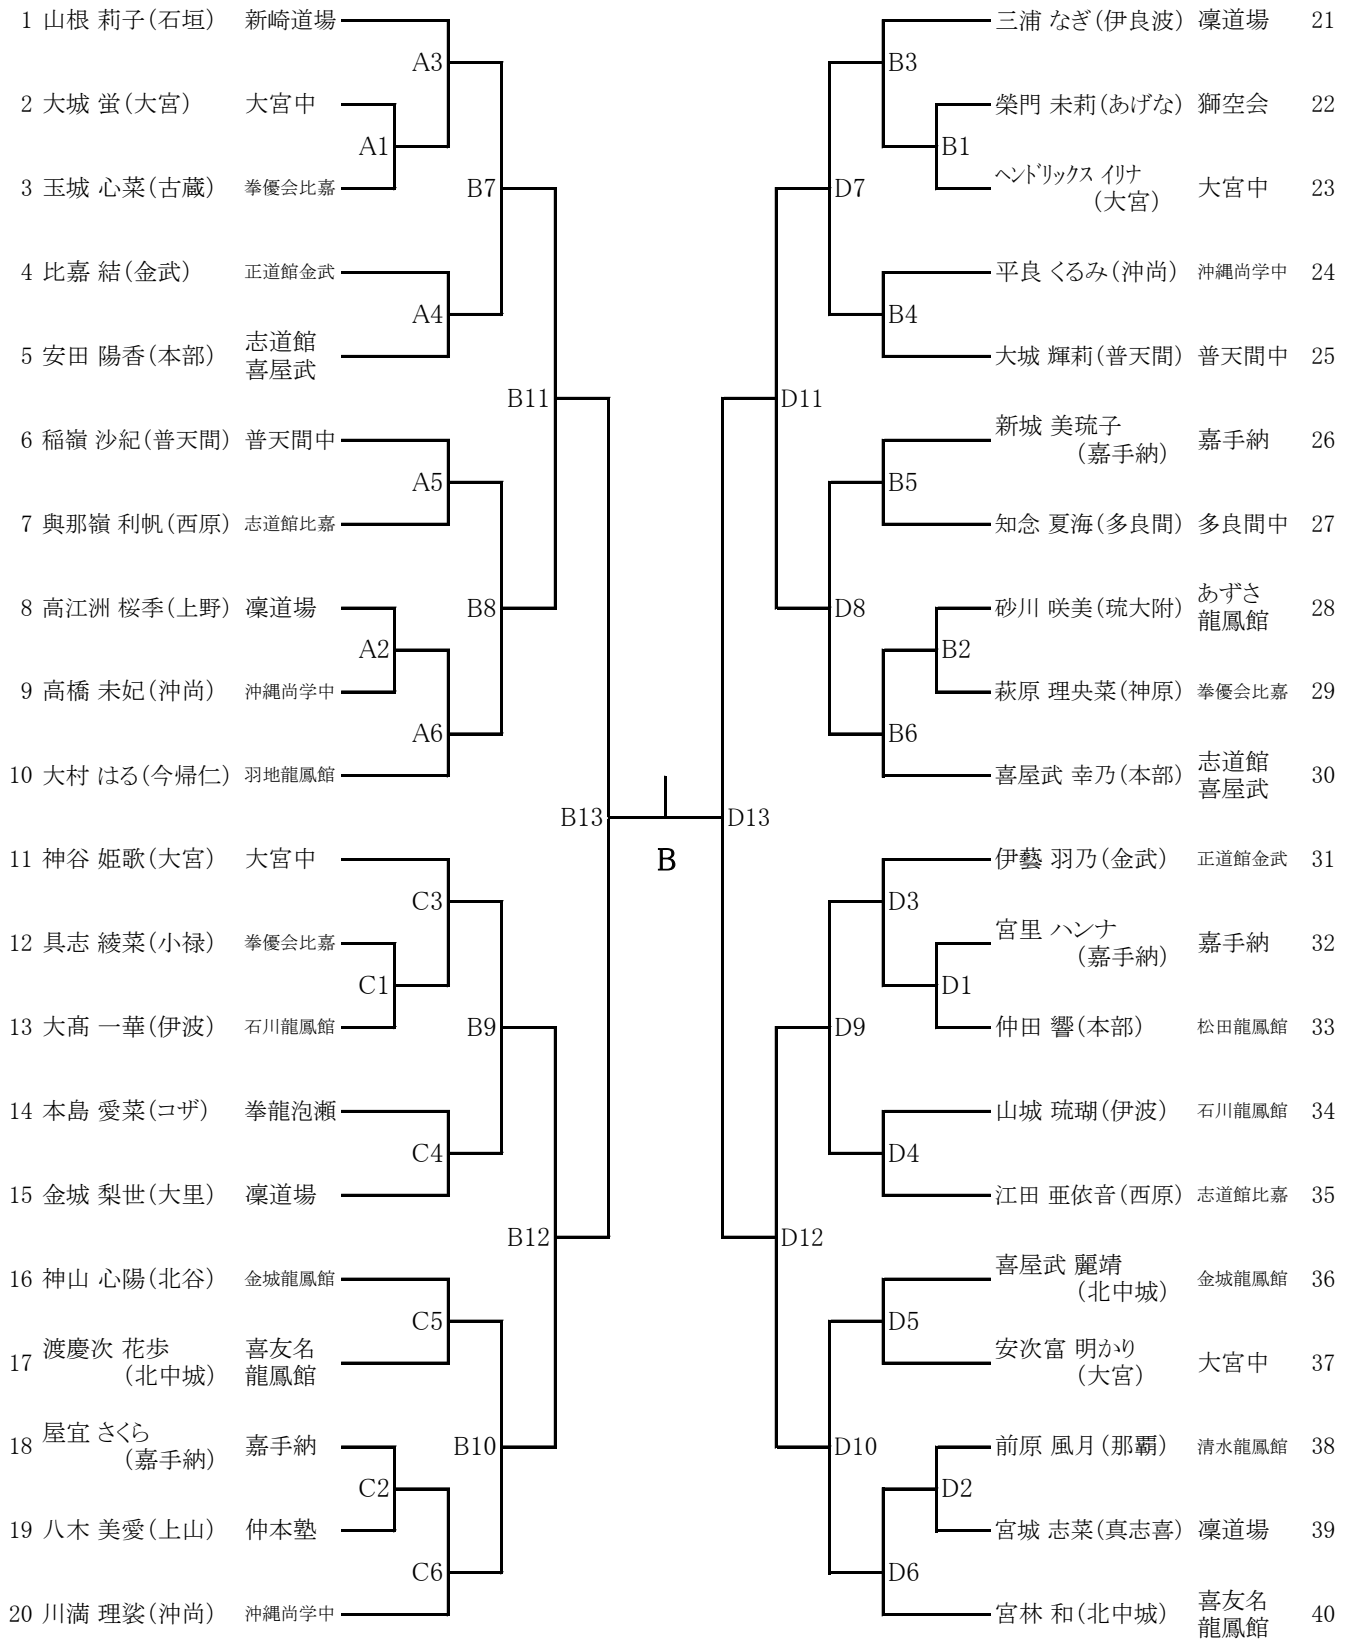 1 山根 莉子(石垣) 新崎道場
A3
2 大城 蛍(大宮) 大宮中
A1
3 玉城 心菜(古蔵) 拳優会比嘉
B7
4 比嘉 結(金武) 正道館金武
A4
5 安田 陽香(本部) 志道館
喜屋武
B11
6 稲嶺 沙紀(普天間) 普天間中
A5
7 與那嶺 利帆(西原) 志道館比嘉
8 高江洲 桜季(上野) 凜道場
B8
A2
9 高橋 未妃(沖尚) 沖縄尚学中
A6
10 大村 はる(今帰仁) 羽地龍鳳館
B13
11 神谷 姫歌(大宮) 大宮中
C3
12 具志 綾菜(小禄) 拳優会比嘉
C1
13 大髙 一華(伊波) 石川龍鳳館
B9
14 本島 愛菜(コザ) 拳龍泡瀬
C4
15 金城 梨世(大里) 凜道場
B12
16 神山 心陽(北谷) 金城龍鳳館
C5
17 渡慶次 花歩
(北中城)
喜友名
龍鳳館
18 屋宜 さくら
(嘉手納)
嘉手納
B10
C2
19 八木 美愛(上山) 仲本塾
C6
20 川満 理裟(沖尚) 沖縄尚学中
B
三浦 なぎ(伊良波) 凜道場 21
B3
榮門 未莉(あげな) 獅空会 22
B1
ヘンドリックス イリナ
(大宮)
大宮中 23
D7
平良 くるみ(沖尚) 沖縄尚学中 24
B4
大城 輝莉(普天間) 普天間中 25
D11
新城 美琉子
(嘉手納)
嘉手納 26
B5
知念 夏海(多良間) 多良間中 27
砂川 咲美(琉大附) あずさ
龍鳳館
28
D8
B2
萩原 理央菜(神原) 拳優会比嘉 29
B6
喜屋武 幸乃(本部) 志道館
喜屋武
30
D13
伊藝 羽乃(金武) 正道館金武 31
D3
宮里 ハンナ
(嘉手納)
嘉手納 32
D1
仲田 響(本部) 松田龍鳳館 33
D9
山城 琉瑚(伊波) 石川龍鳳館 34
D4
江田 亜依音(西原) 志道館比嘉 35
D12
喜屋武 麗靖
(北中城)
金城龍鳳館 36
D5
安次富 明かり
(大宮)
大宮中 37
前原 風月(那覇) 清水龍鳳館 38
D10
D2
宮城 志菜(真志喜) 凜道場 39
D6
宮林 和(北中城) 喜友名
龍鳳館
40